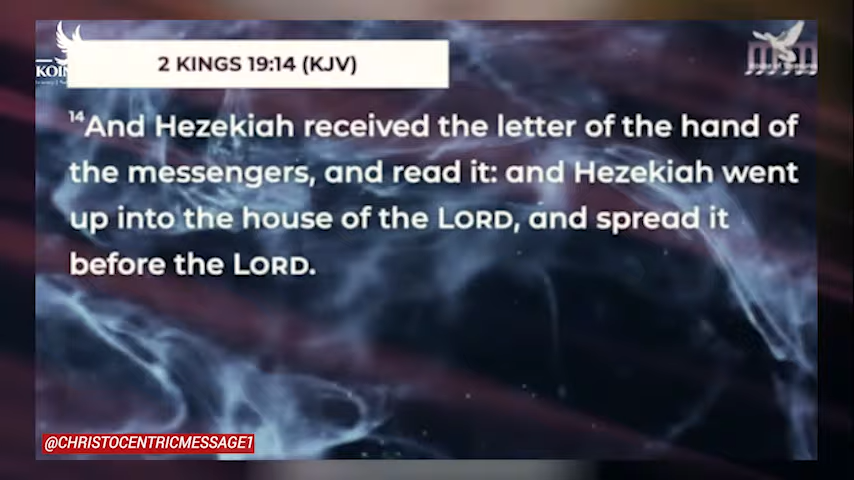 KOIN
2 KINGS 19:14 (KJV)
14And Hezekiah received the letter of the hand of
the messengers, and read it: and Hezekiah went
up into the house of the LORD, and spread it
before the LORD.
@CHRISTOCENTRICMESSAGE1